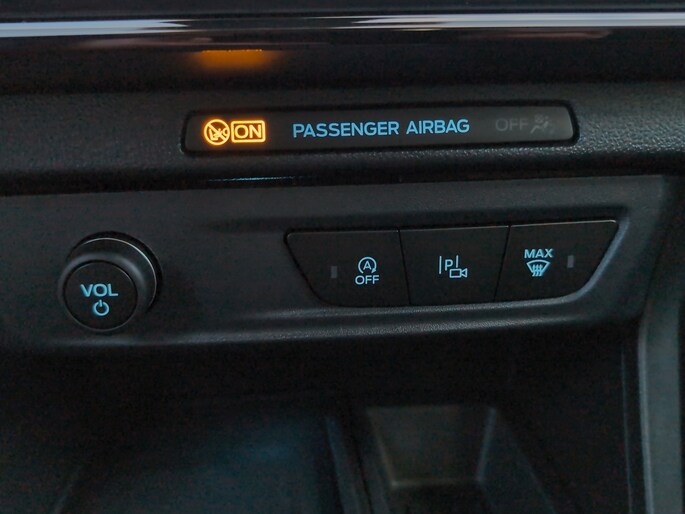 ON PASSENGER AIRBAG OFF
VOL
A
OFF
P
MAX